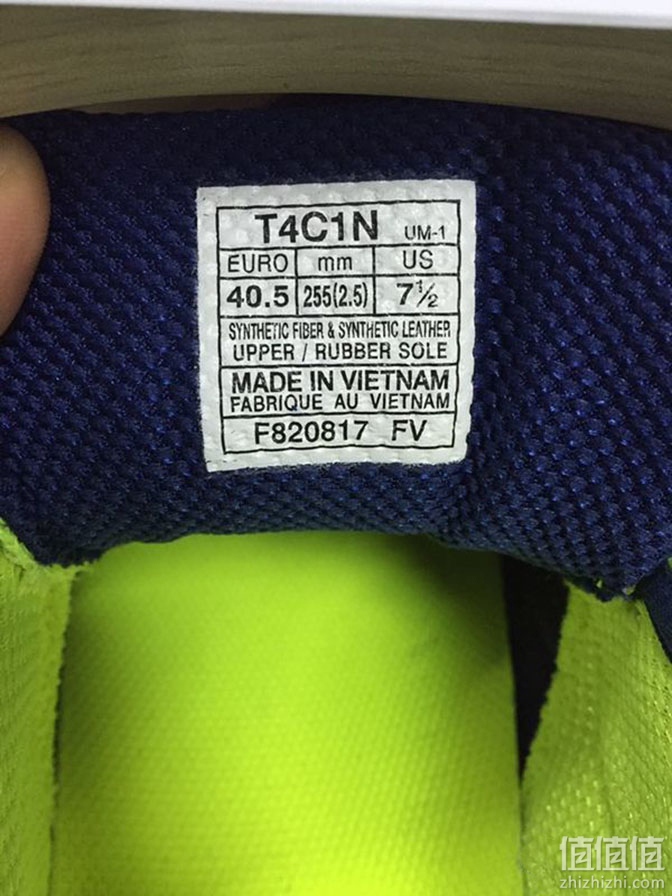 T4C1N UM-1
EURO mm US
40.5 255(2.5) 7½
SYNTHETIC FIBER & SYNTHETIC LEATHER
UPPER / RUBBER SOLE
MADE IN VIETNAM
FABRIQUE AU VIETNAM
F820817 FV
值值值
zhizhizhi.com